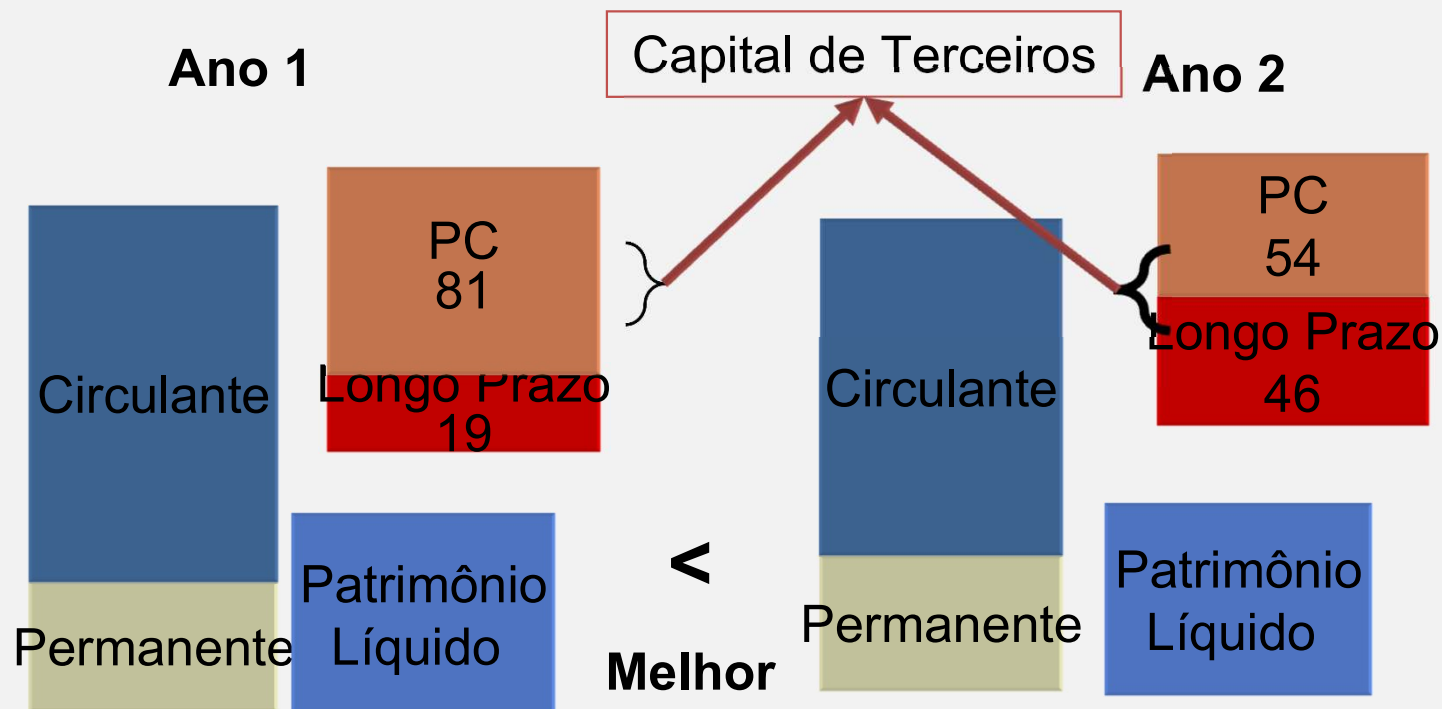 Ano 1
Capital de Terceiros
Ano 2
PC
81
Longo Prazo
19
Circulante
Permanente
Patrimônio
Líquido
<
Melhor
PC
54
Longo Prazo
46
Circulante
Permanente
Patrimônio
Líquido